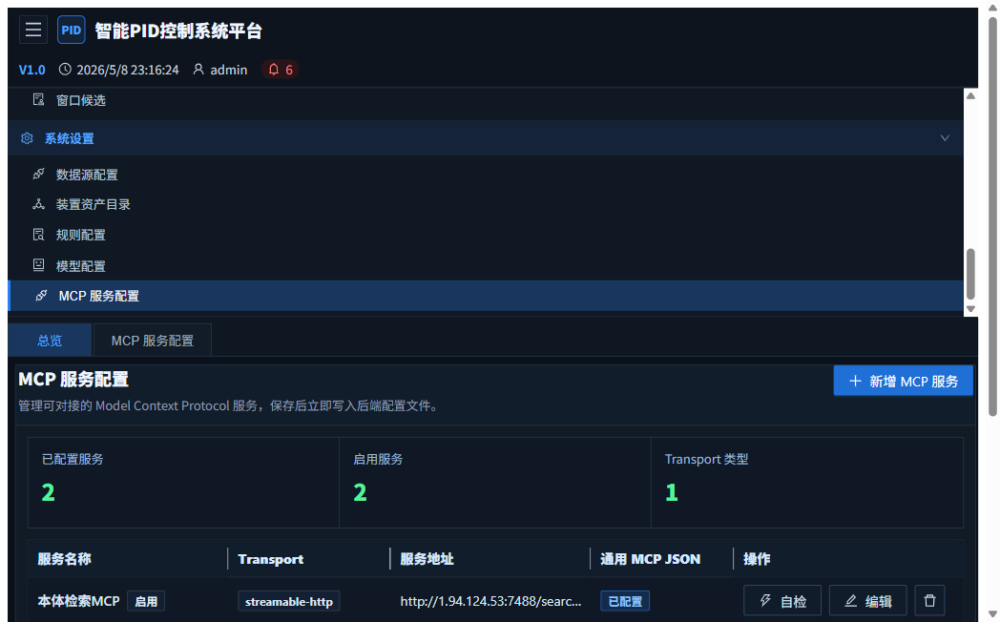 PID 智能PID控制系统平台
V1.0 2026/5/8 23:16:24 admin 6
窗口候选
系统设置
数据源配置
装置资产目录
规则配置
模型配置
MCP 服务配置
总览 MCP 服务配置
MCP 服务配置 新增 MCP 服务
管理可对接的 Model Context Protocol 服务，保存后立即写入后端配置文件。
已配置服务 启用服务 Transport 类型
2 2 1
服务名称 Transport 服务地址 通用 MCP JSON 操作
本体检索MCP 启用 streamable-http http://1.94.124.53:7488/searc... 已配置 自检 编辑